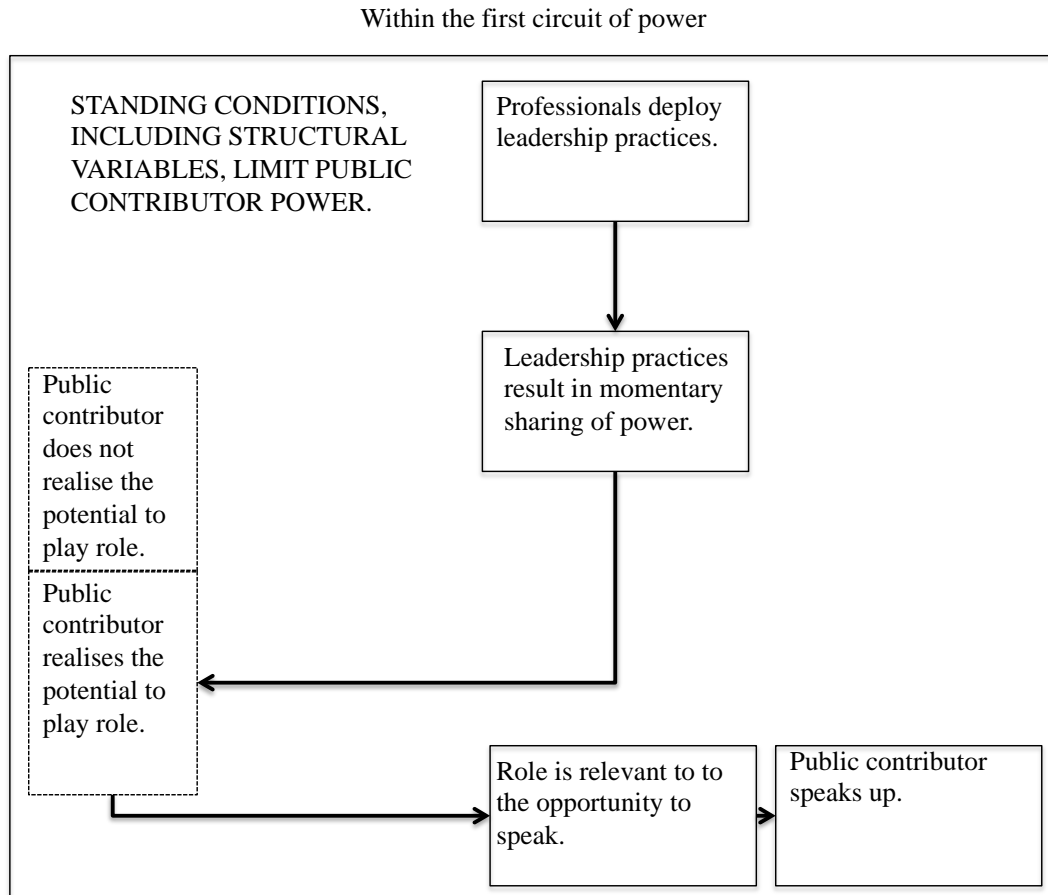 Within the first circuit of power
STANDING CONDITIONS,
INCLUDING STRUCTURAL
VARIABLES, LIMIT PUBLIC
CONTRIBUTOR POWER.
Professionals deploy
leadership practices.
Leadership practices
result in momentary
sharing of power.
Public
contributor
does not
realise the
potential to
play role.
Public
contributor
realises the
potential to
play role.
Role is relevant to to
the opportunity to
speak.
Public contributor
speaks up.